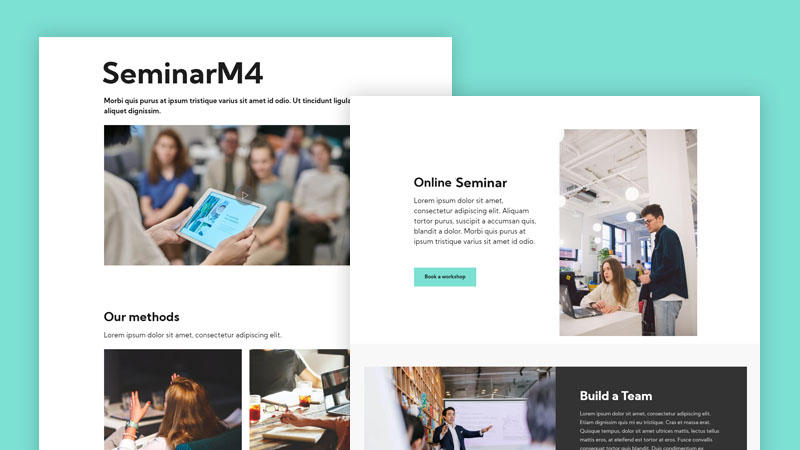 SeminarM4
Morbi quis purus at ipsum tristique varius sit amet id odio. Ut tincidunt ligula
aliquet dignissim.
Our methods
Lorem ipsum dolor sit amet, consectetur adipiscing elit.
Online Seminar
Lorem ipsum dolor sit amet,
consectetur adipiscing elit. Aliquam
tortor purus, suscipit a accumsan quis,
blandit a dolor. Morbi quis purus at
ipsum tristique varius sit amet id odio.
Book a workshop
Build a Team
Lorem ipsum dolor sit amet, consectetur adipiscing elit.
Etiam dignissim quis mi eu tristique. Cras et massa erat.
Quisque tempus, dolor sit amet ultrices mattis, lectus tellus
mattis eros, at eleifend est tortor at eros. Fusce convallis
consequat tortor quis blandit. Duis condimentum ex